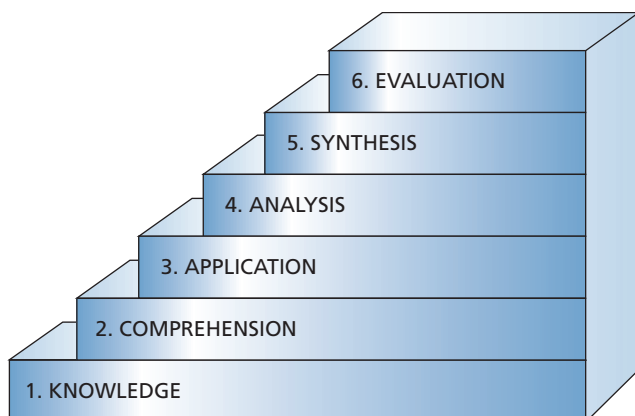 6. EVALUATION
5. SYNTHESIS
4. ANALYSIS
3. APPLICATION
2. COMPREHENSION
1. KNOWLEDGE